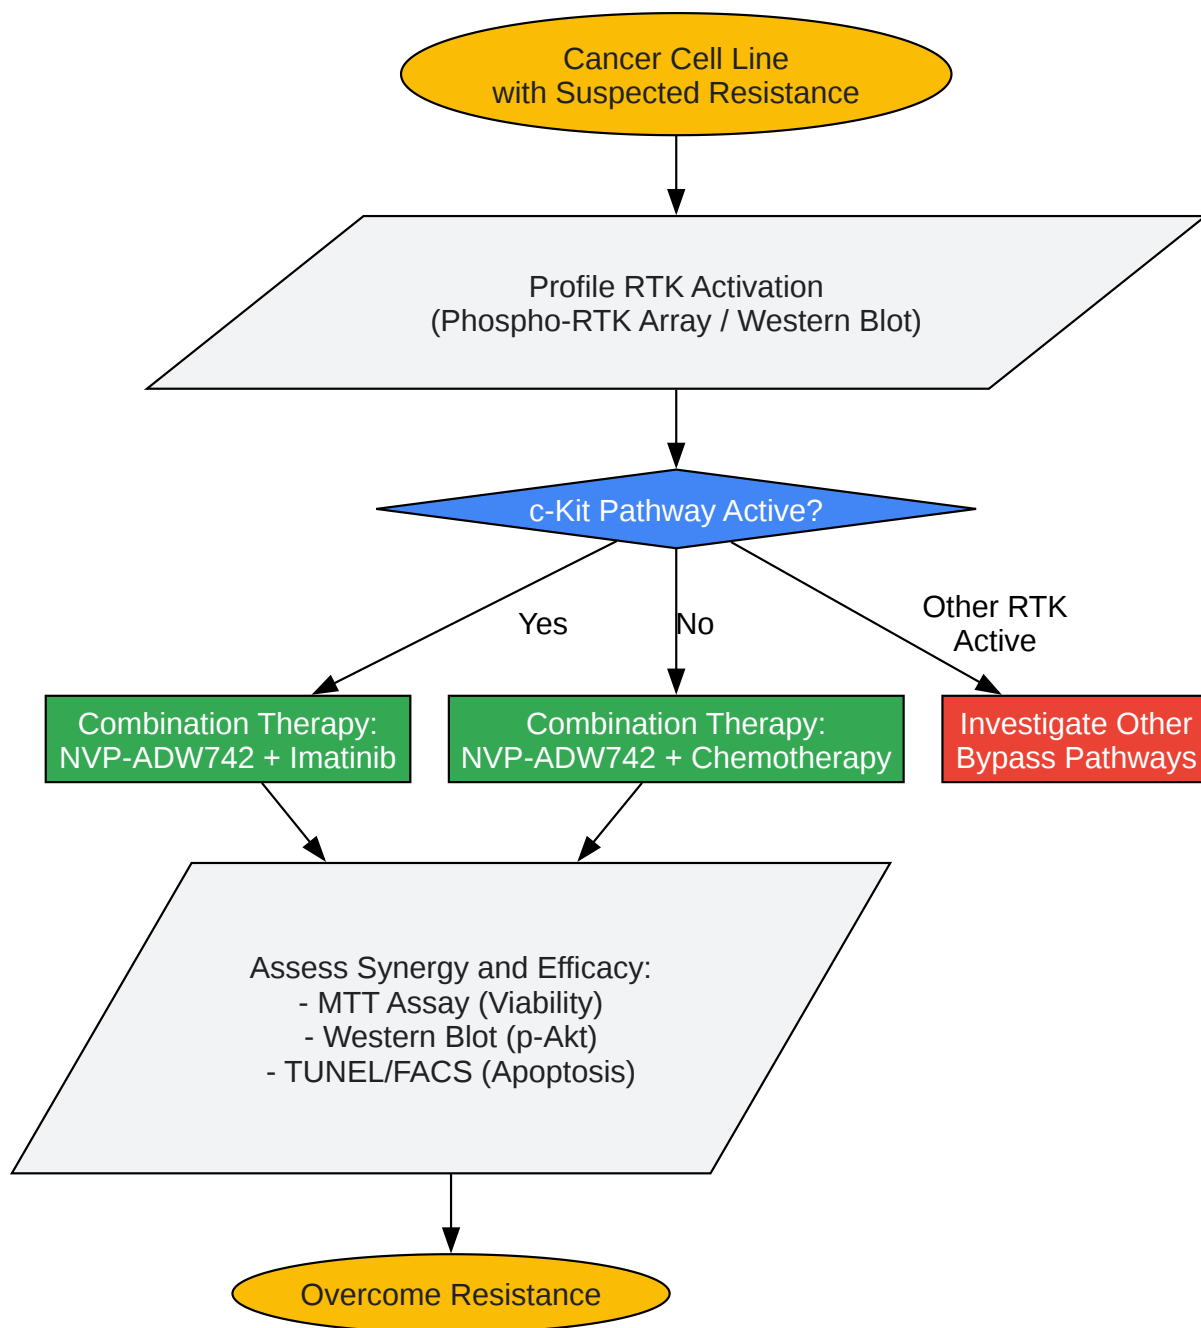 Cancer Cell Line
with Suspected Resistance
Profile RTK Activation
(Phospho-RTK Array / Western Blot)
c-Kit Pathway Active?
Yes
No
Other RTK
Active
Combination Therapy:
NVP-ADW742 + Imatinib
Combination Therapy:
NVP-ADW742 + Chemotherapy
Investigate Other
Bypass Pathways
Assess Synergy and Efficacy:
- MTT Assay (Viability)
- Western Blot (p-Akt)
- TUNEL/FACS (Apoptosis)
Overcome Resistance